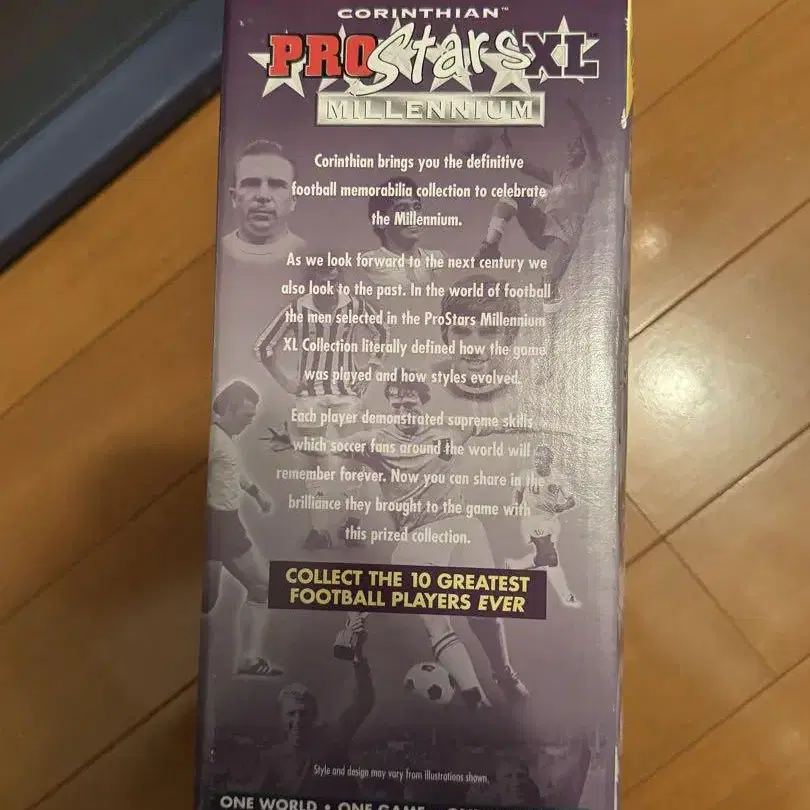 CORINTHIAN™
PROStarsXL™
MILLENNIUM
Corinthian brings you the definitive
football memorabilia collection to celebrate
the Millennium.
As we look forward to the next century we
also look to the past. In the world of football
the men selected in the ProStars Millennium
XL Collection literally defined how the game
was played and how styles evolved.
Each player demonstrated supreme skills
which soccer fans around the world will
remember forever. Now you can share in the
brilliance they brought to the game with
this prized collection.
COLLECT THE 10 GREATEST
FOOTBALL PLAYERS EVER
Style and design may vary from illustrations shown.
ONE WORLD • ONE GAME